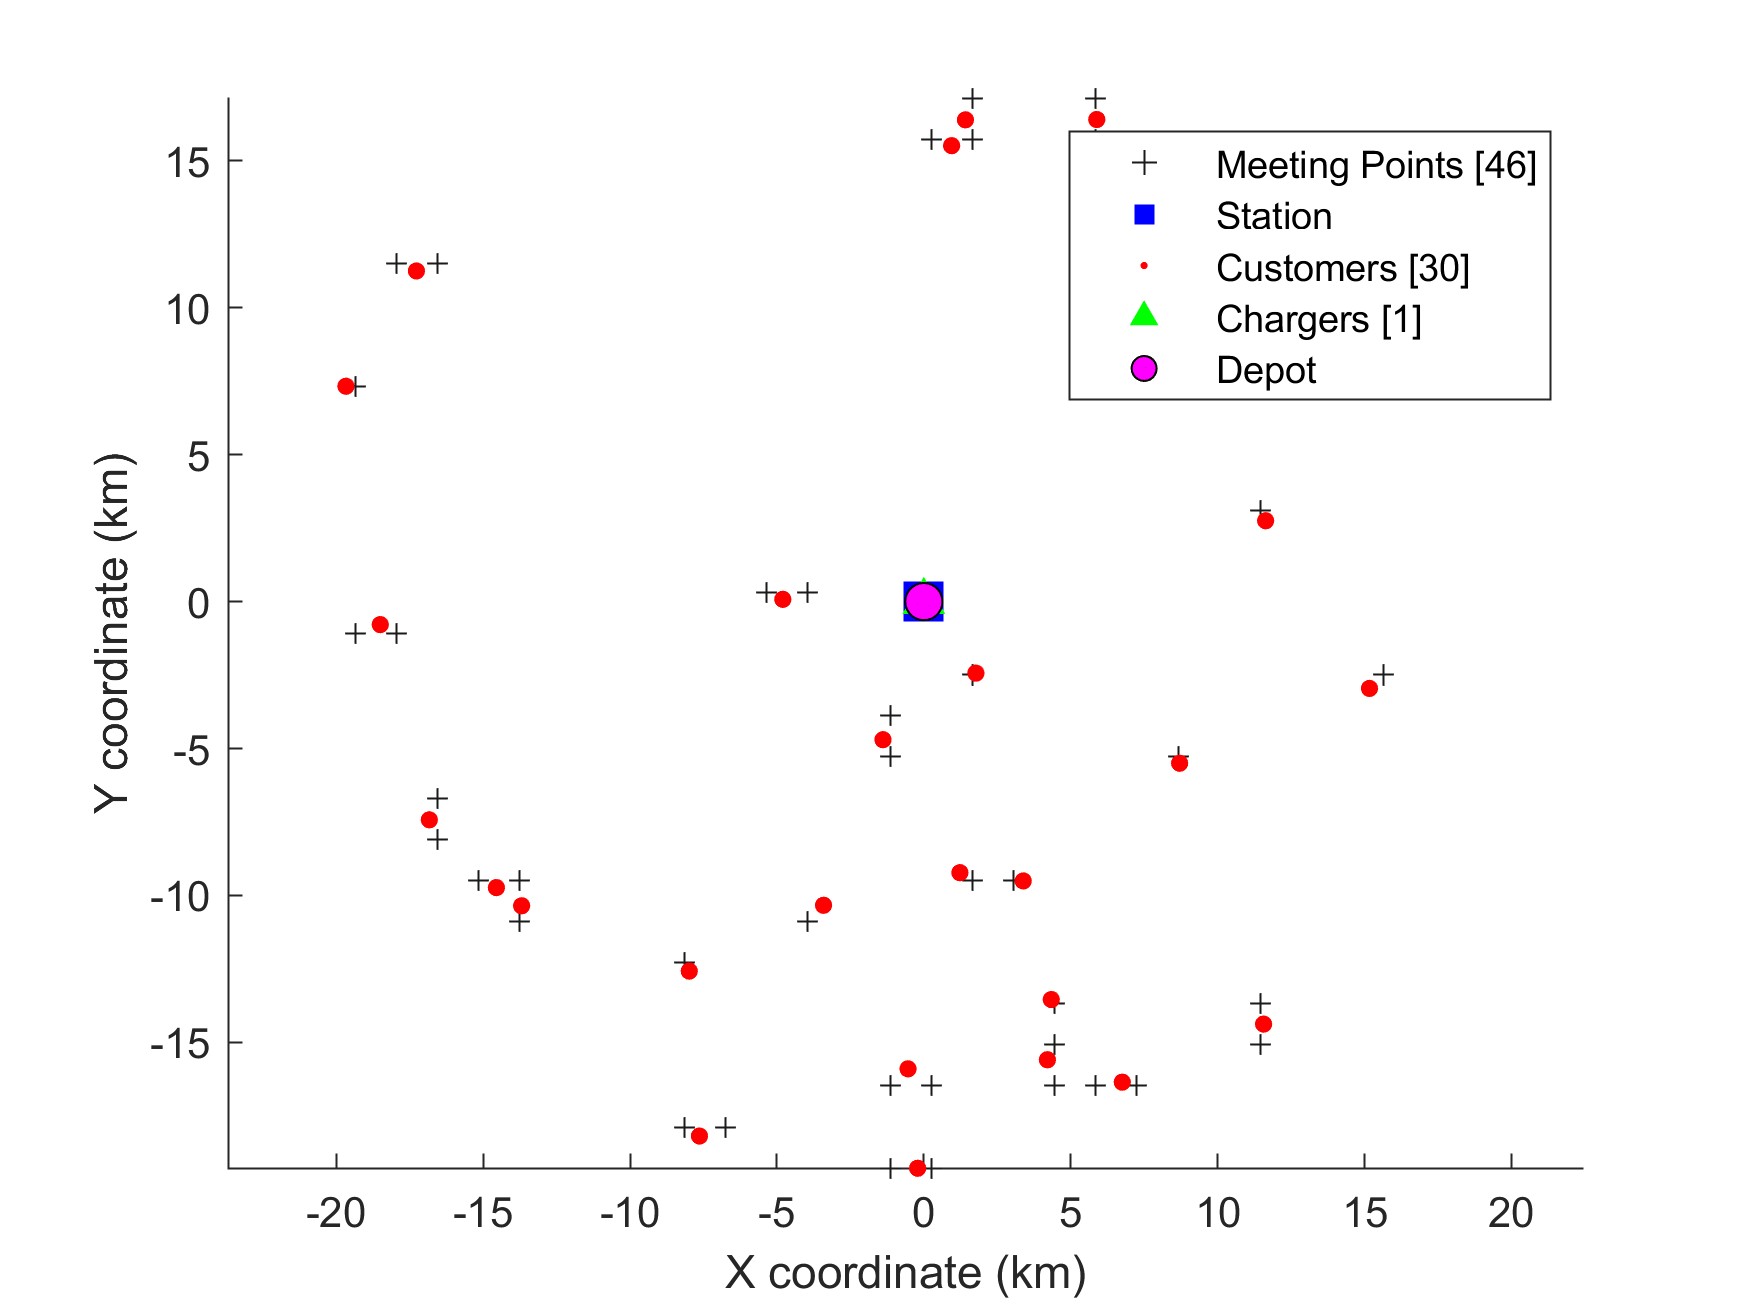 15
10
5
0
-5
-10
-15
Y coordinate (km)
Meeting Points [46]
Station
Customers [30]
Chargers [1]
Depot
-20 -15 -10 -5 0 5 10 15 20
X coordinate (km)